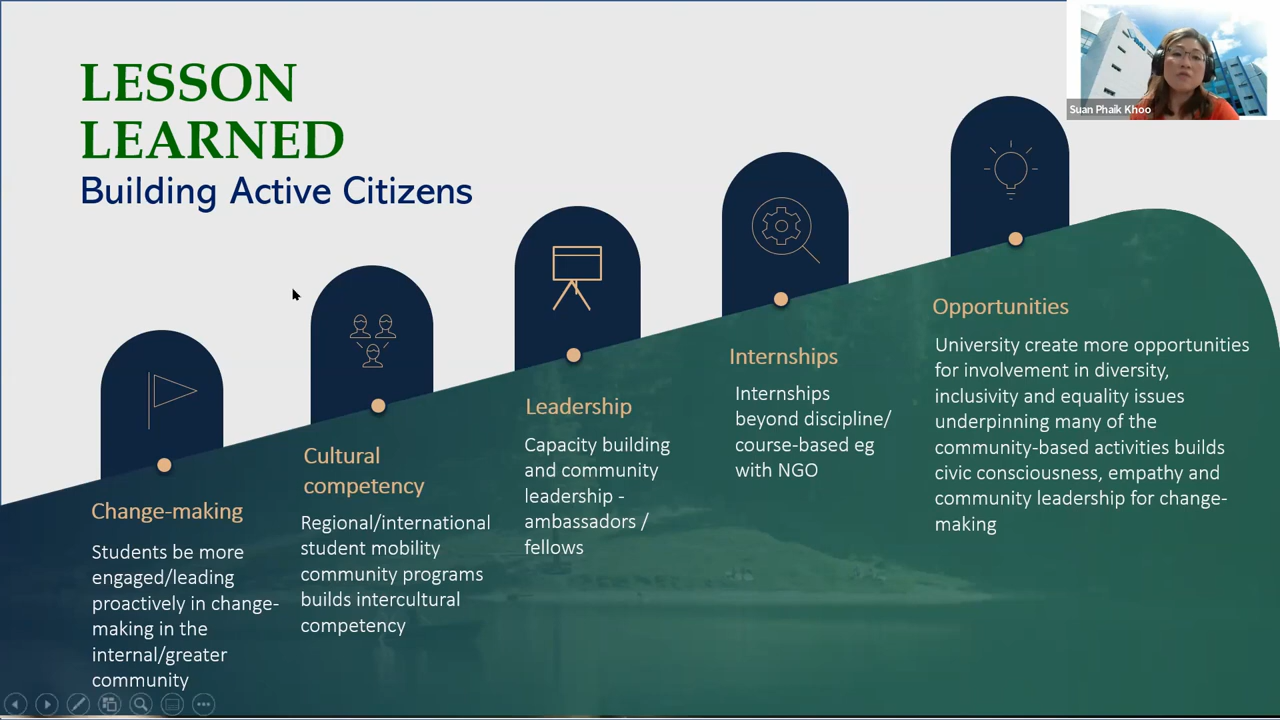 LESSON
LEARNED
Building Active Citizens
Suan Phaik Khoo
Change-making
Students be more
engaged/leading
proactively in change-
making in the
internal/greater
community
Cultural
competency
Regional/international
student mobility
community programs
builds intercultural
competency
Leadership
Capacity building
and community
leadership -
ambassadors /
fellows
Internships
Internships
beyond discipline/
course-based eg
with NGO
Opportunities
University create more opportunities
for involvement in diversity,
inclusivity and equality issues
underpinning many of the
community-based activities builds
civic consciousness, empathy and
community leadership for change-
making